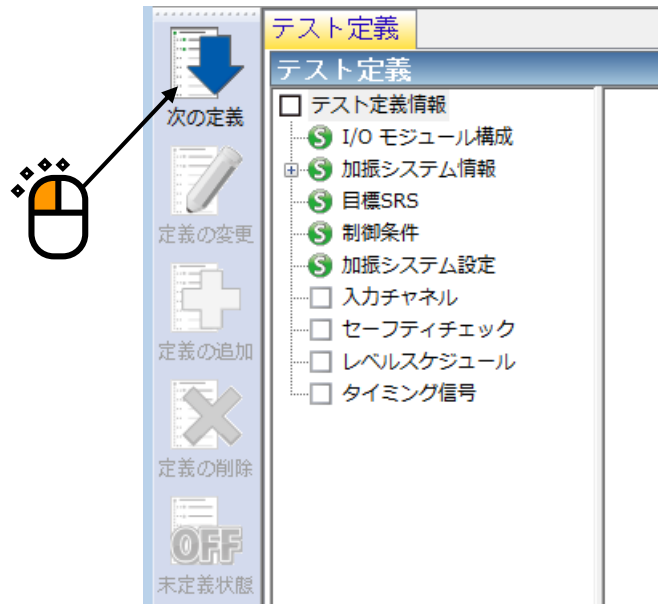 テスト定義
テスト定義
次の定義
定義の変更
定義の追加
定義の削除
OFF
未定義状態
テスト定義情報
S I/O モジュール構成
S 加振システム情報
S 目標SRS
S 制御条件
S 加振システム設定
入力チャネル
セーフティチェック
レベルスケジュール
タイミング信号